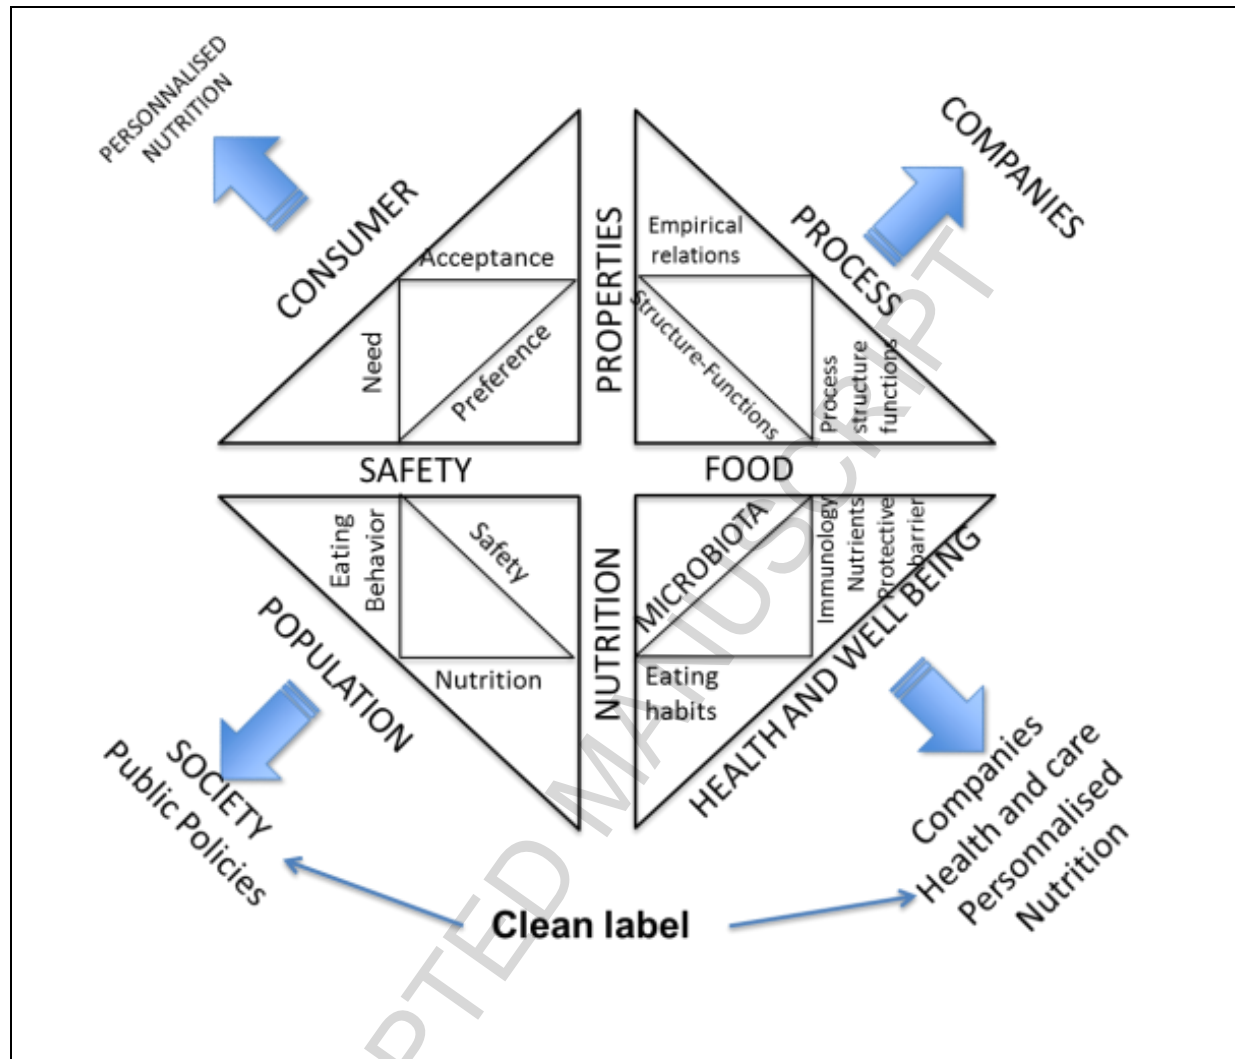 PERSONNALISED
NUTRITION
COMPANIES
CONSUMER
PROPERTIES
PROCESS
Acceptance
Need
Preference
Empirical
relations
Structure-Functions
Process
structure
functions
SAFETY
FOOD
Eating
Behavior
Safety
Nutrition
POPULATION
NUTRITION
MICROBIOTA
Immunology
Nutrients
Protective
barrier
Eating
habits
HEALTH AND WELL BEING
SOCIETY
Public Policies
Companies
Health and care
Personnalised
Nutrition
Clean label
PTED MANUSCRIPT